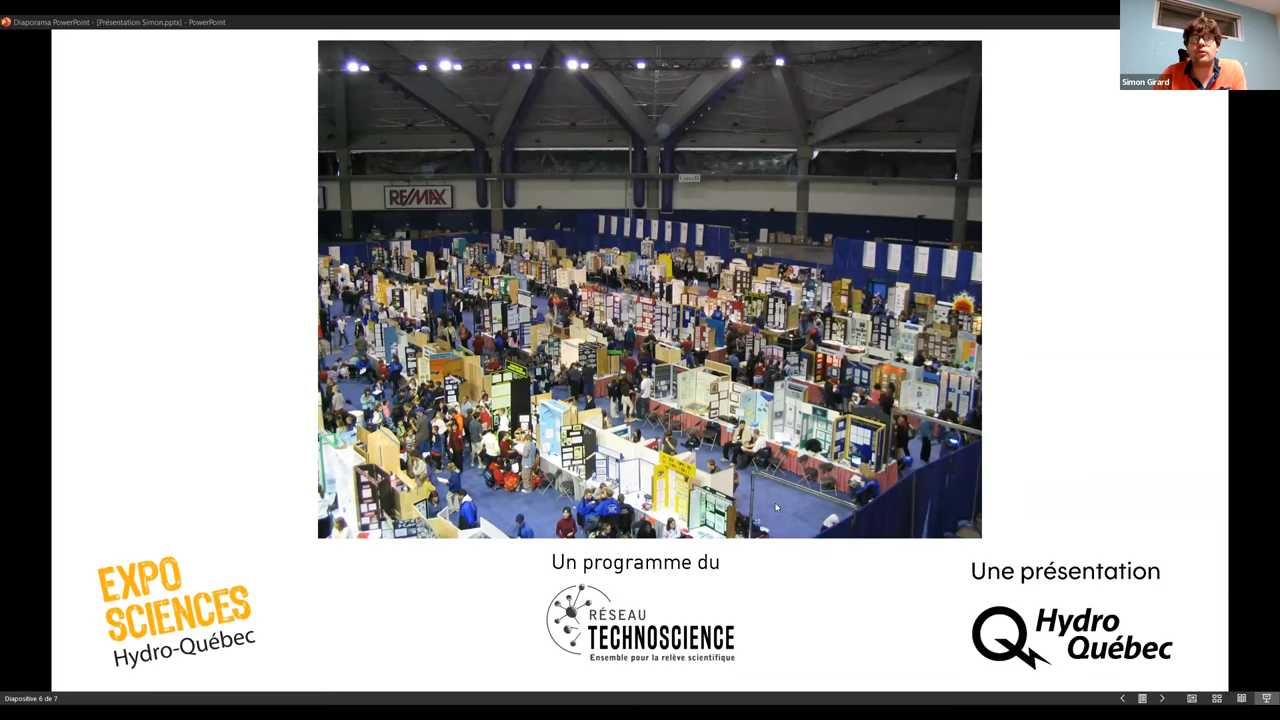 Diaporama PowerPoint - [Présentation Simon.pptx] - PowerPoint
Simon Girard
RE/MAX
EXPO
SCIENCES
Hydro-Québec
Un programme du
RÉSEAU
TECHNOSCIENCE
Ensemble pour la relève scientifique
Une présentation
Hydro
Québec
Diapositive 6 de 7